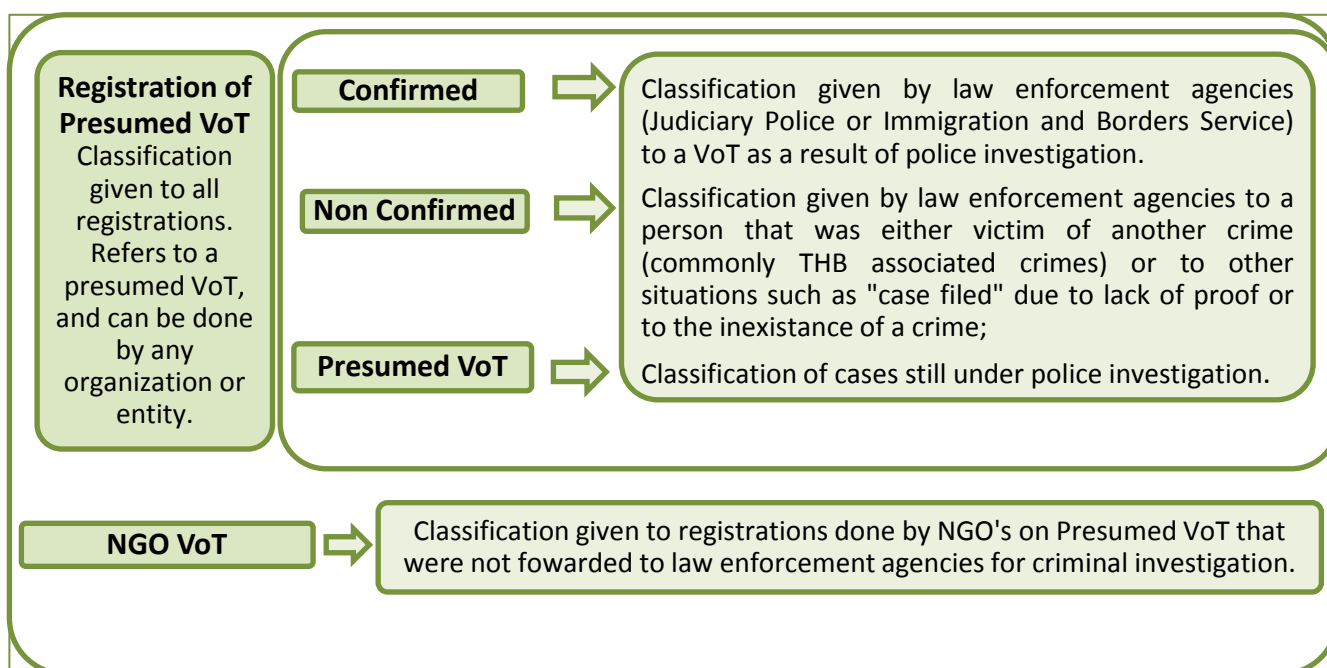 Registration of
Presumed VoT
Classification
given to all
registrations.
Refers to a
presumed VoT,
and can be done
by any
organization or
entity.
Confirmed
Classification given by law enforcement agencies
(Judiciary Police or Immigration and Borders Service)
to a VoT as a result of police investigation.
Non Confirmed
Classification given by law enforcement agencies to a
person that was either victim of another crime
(commonly THB associated crimes) or to other
situations such as "case filed" due to lack of proof or
to the inexistance of a crime;
Presumed VoT
Classification of cases still under police investigation.
NGO VoT
Classification given to registrations done by NGO's on Presumed VoT that
were not fowarded to law enforcement agencies for criminal investigation.